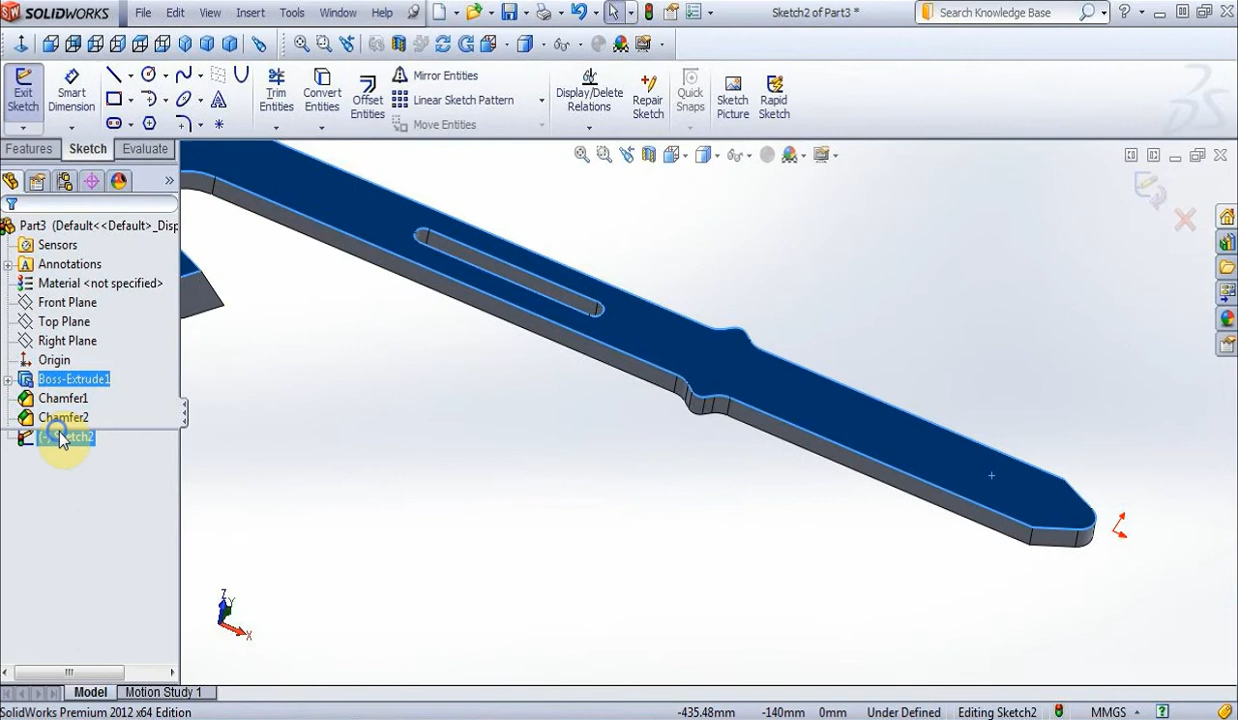 SOLIDWORKS File Edit View Insert Tools Window Help Sketch2 of Part3 * Search Knowledge Base ?
Exit Sketch
Smart Dimension
Trim Entities
Convert Entities
Offset Entities
Mirror Entities
Linear Sketch Pattern
Move Entities
Display/Delete Relations
Repair Sketch
Quick Snaps
Sketch Picture
Rapid Sketch
Features Sketch Evaluate
»
Part3 (Default<<Default>_Disp
Sensors
A Annotations
Material <not specified>
Front Plane
Top Plane
Right Plane
Origin
Boss-Extrude1
Chamfer1
Chamfer2
(-) Sketch2
Z
Y
X
Model Motion Study 1
SolidWorks Premium 2012 x64 Edition -435.48mm -140mm 0mm Under Defined Editing Sketch2 MMGS ?